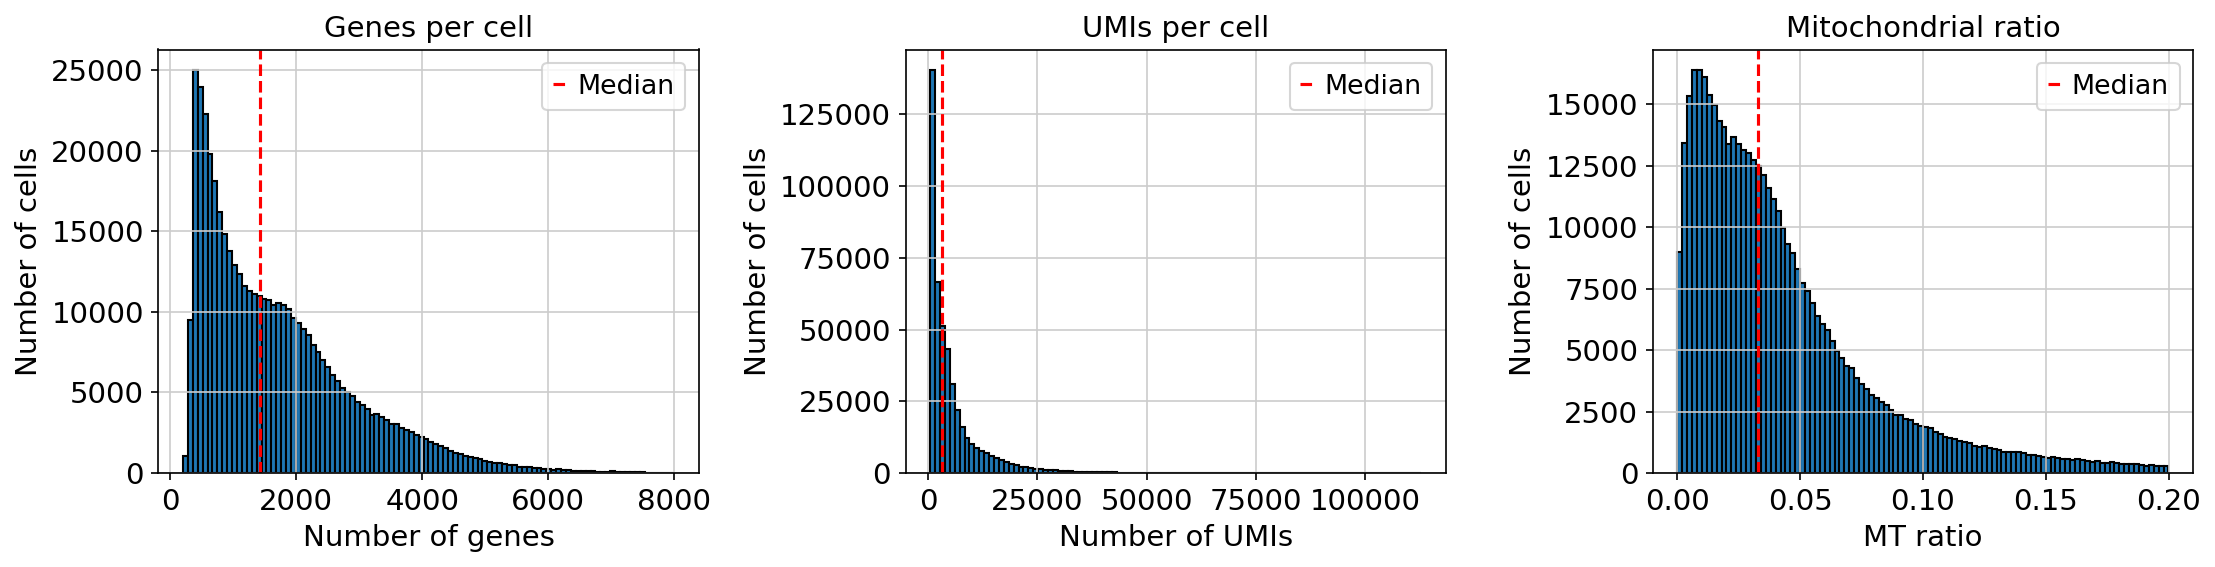 Genes per cell
25000
20000
15000
10000
5000
0
Number of cells
Median
0 2000 4000 6000 8000
Number of genes
UMIs per cell
125000
100000
75000
50000
25000
0
Number of cells
Median
0 25000 50000 75000 100000
Number of UMIs
Mitochondrial ratio
15000
12500
10000
7500
5000
2500
0
Number of cells
Median
0.00 0.05 0.10 0.15 0.20
MT ratio